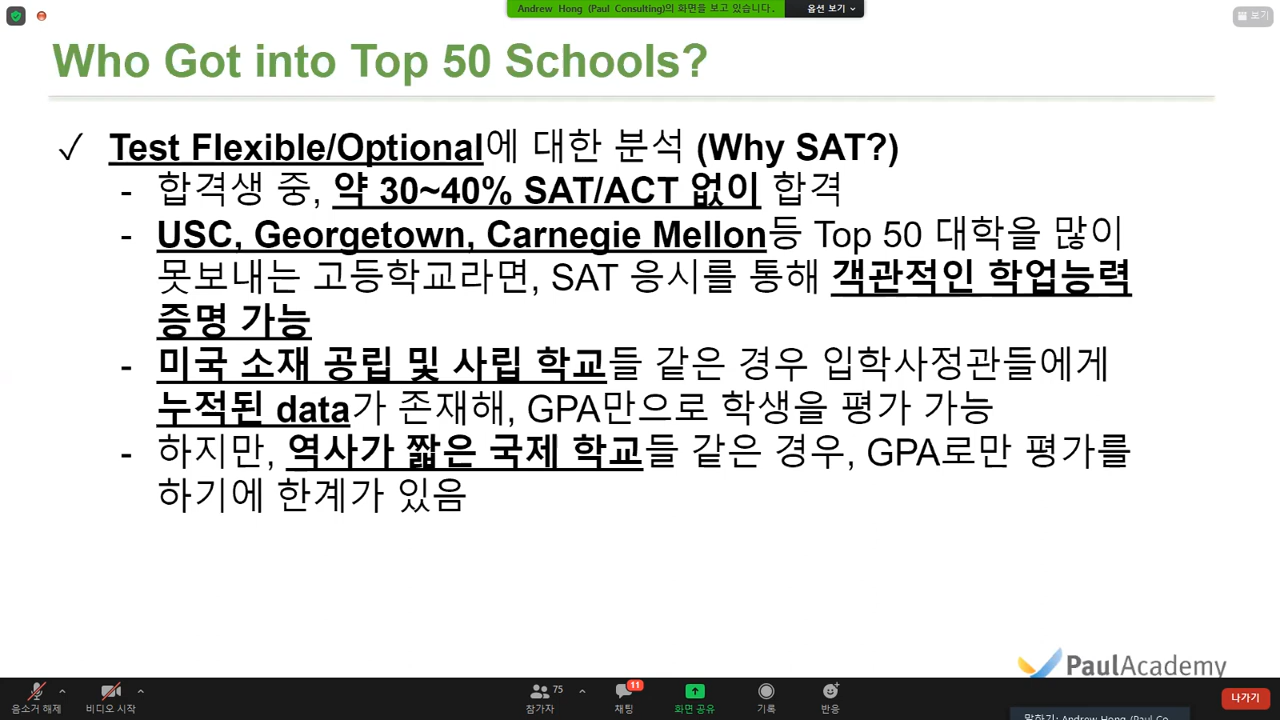 Andrew Hong (Paul Consulting)의 화면을 보고 있습니다.
옵션 보기
보기
Who Got into Top 50 Schools?
✓ Test Flexible/Optional에 대한 분석 (Why SAT?)
- 합격생 중, 약 30~40% SAT/ACT 없이 합격
- USC, Georgetown, Carnegie Mellon등 Top 50 대학을 많이
못보내는 고등학교라면, SAT 응시를 통해 객관적인 학업능력
증명 가능
- 미국 소재 공립 및 사립 학교들 같은 경우 입학사정관들에게
누적된 data가 존재해, GPA만으로 학생을 평가 가능
- 하지만, 역사가 짧은 국제 학교들 같은 경우, GPA로만 평가를
하기에 한계가 있음
PaulAcademy
음소거 해제
비디오 시작
75
참가자
11
채팅
화면 공유
기록
반응
나가기
말하기: Andrew Hong (Paul Co